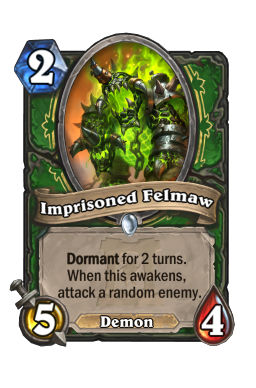 2
Imprisoned Felmaw
Dormant for 2 turns.
When this awakens,
attack a random enemy.
5
Demon
4